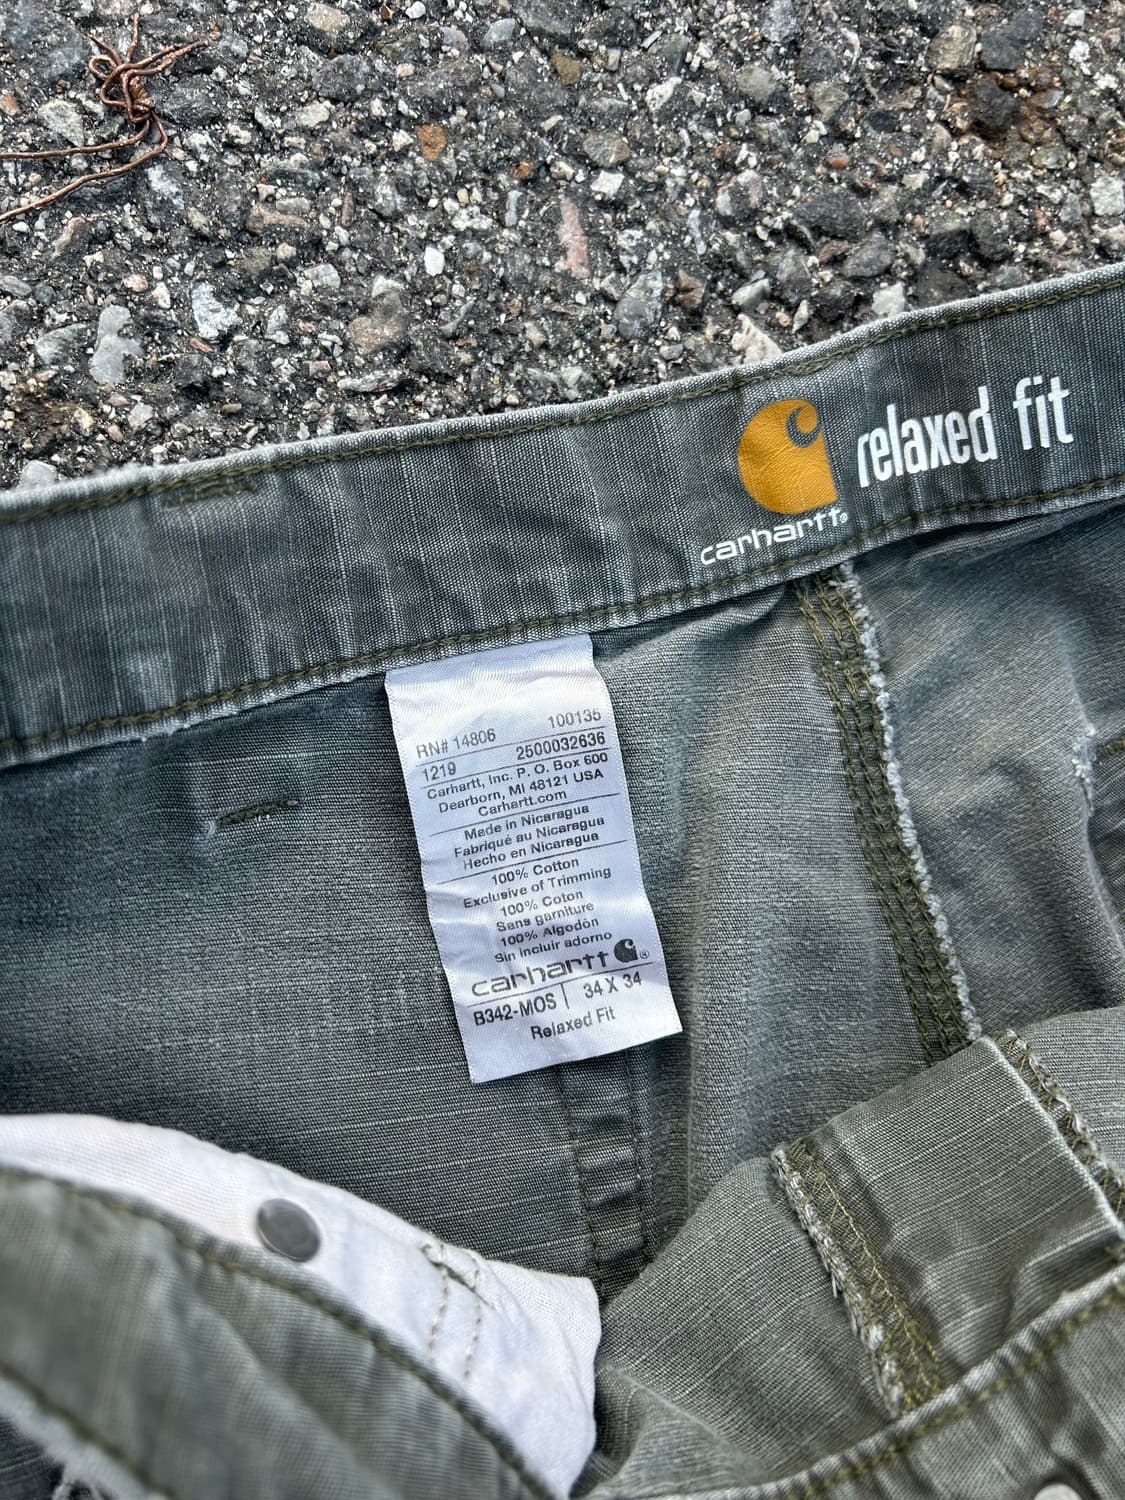 relaxed fit
carhartt®
RN# 14806 100135
1219 2500032636
Carhartt, Inc. P. O. Box 600
Dearborn, MI 48121 USA
Carhartt.com
Made in Nicaragua
Fabriqué au Nicaragua
Hecho en Nicaragua
100% Cotton
Exclusive of Trimming
100% Coton
Sans garniture
100% Algodón
Sin incluir adorno
carhartt ®
B342-MOS | 34 X 34
Relaxed Fit